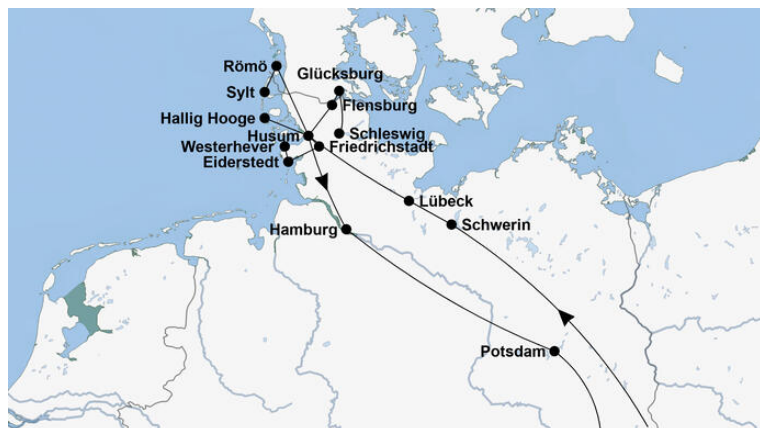 Römö
Glücksburg
Sylt
Flensburg
Hallig Hooge
Husum
Schleswig
Westerhever
Friedrichstadt
Eiderstedt
Lübeck
Schwerin
Hamburg
Potsdam